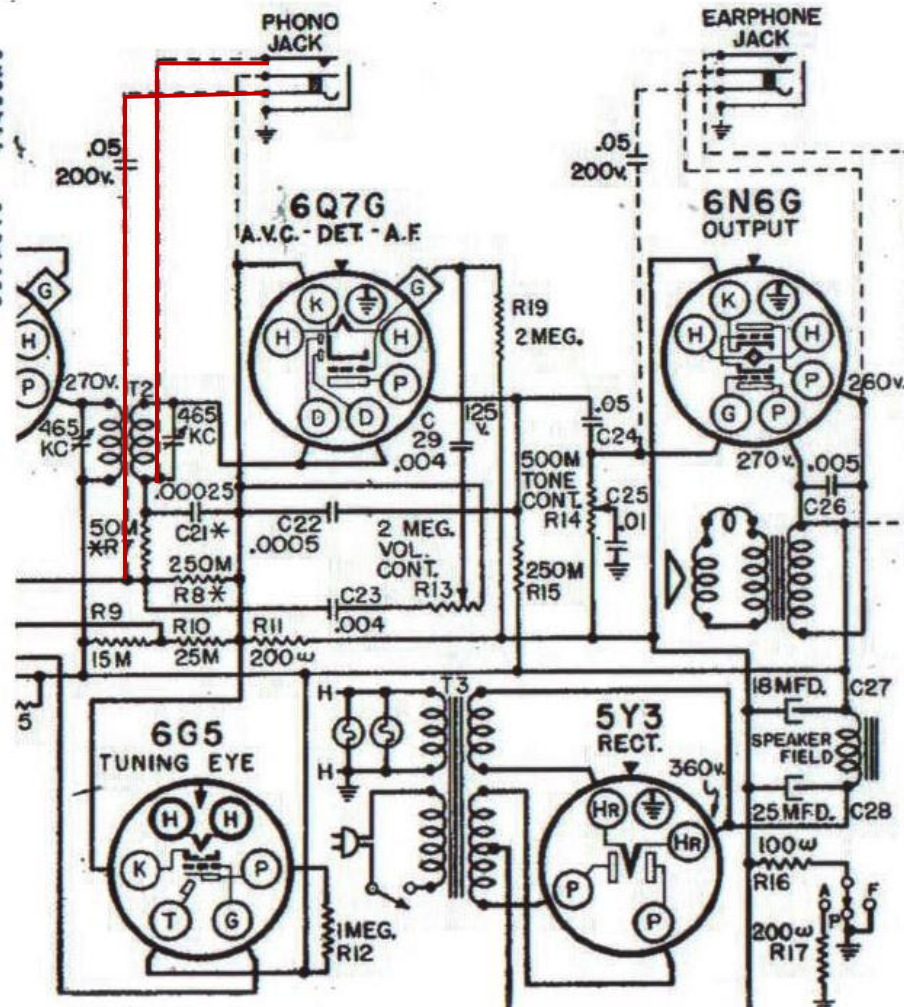 PHONO
JACK
EARPHONE
JACK
.05
200v.
.05
200v.
6Q7G
A.V.C.-DET.-A.F.
6N6G
OUTPUT
G
H
P
K
H
H
P
D
D
G
R19
2 MEG.
K
H
H
P
G
P
270v.
T2
465
KC
465
KC
260v.
C
29
.004
125
v.
.05
C24
270v.
.005
C26
500M
TONE
CONT.
R14
C25
.01
.00025
C21*
C22
.0005
50M
*R
250M
R8*
2 MEG.
VOL.
CONT.
R13
C23
.004
250M
R15
R9
15M
R10
25M
R11
200ω
5
6G5
TUNING EYE
H
H
K
P
T
G
1MEG.
R12
H
H
T3
5Y3
RECT.
360v.
HR
HR
P
P
18MFD.
C27
SPEAKER
FIELD
25MFD.
C28
100ω
R16
A
P
F
200ω
R17